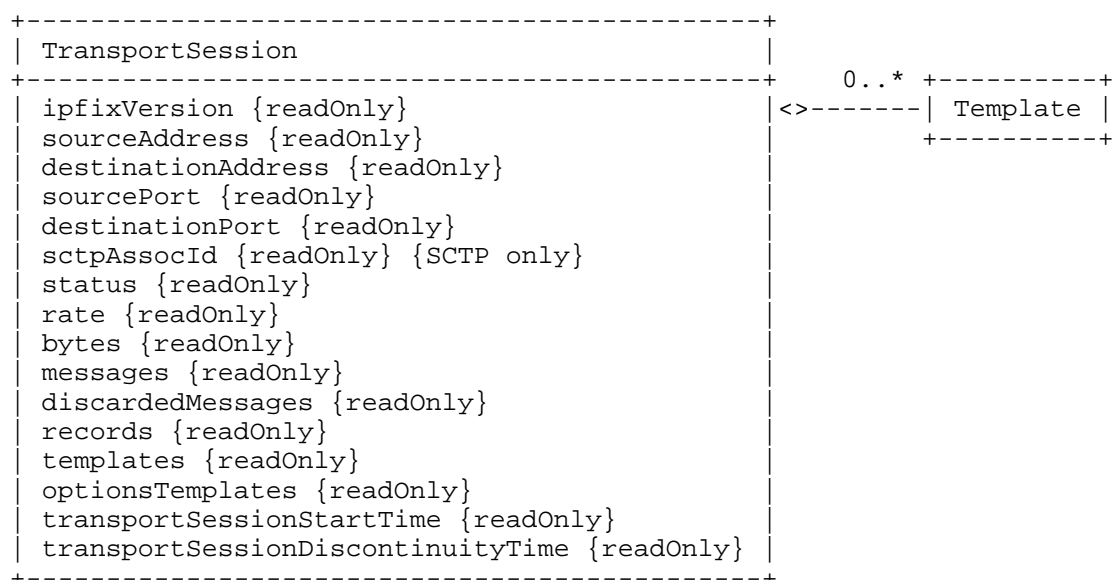 +----------------------------------------------+
| TransportSession                             |
+----------------------------------------------+    0..* +----------+
| ipfixVersion {readOnly}                      |<>-------| Template |
| sourceAddress {readOnly}                     |         +----------+
| destinationAddress {readOnly}                |
| sourcePort {readOnly}                        |
| destinationPort {readOnly}                   |
| sctpAssocId {readOnly} {SCTP only}           |
| status {readOnly}                            |
| rate {readOnly}                              |
| bytes {readOnly}                             |
| messages {readOnly}                          |
| discardedMessages {readOnly}                 |
| records {readOnly}                           |
| templates {readOnly}                         |
| optionsTemplates {readOnly}                  |
| transportSessionStartTime {readOnly}         |
| transportSessionDiscontinuityTime {readOnly} |
+----------------------------------------------+